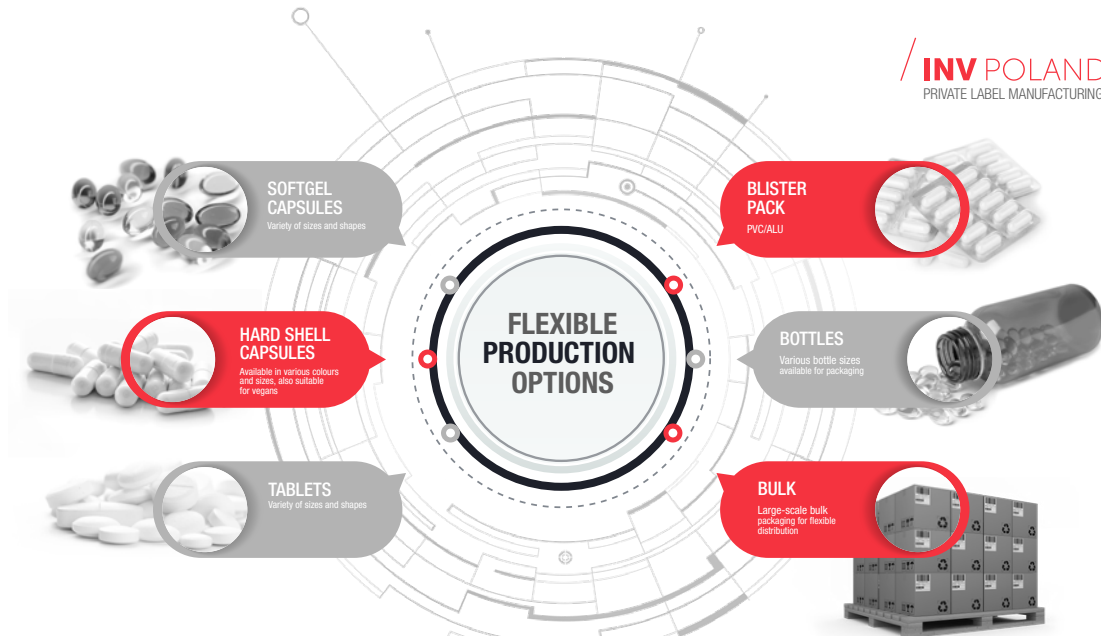 INV POLAND
PRIVATE LABEL MANUFACTURING
SOFTGEL
CAPSULES
Variety of sizes and shapes
HARD SHELL
CAPSULES
Available in various colours
and sizes, also suitable
for vegans
TABLETS
Variety of sizes and shapes
FLEXIBLE
PRODUCTION
OPTIONS
BLISTER
PACK
PVC/ALU
BOTTLES
Various bottle sizes
available for packaging
BULK
Large-scale bulk
packaging for flexible
distribution